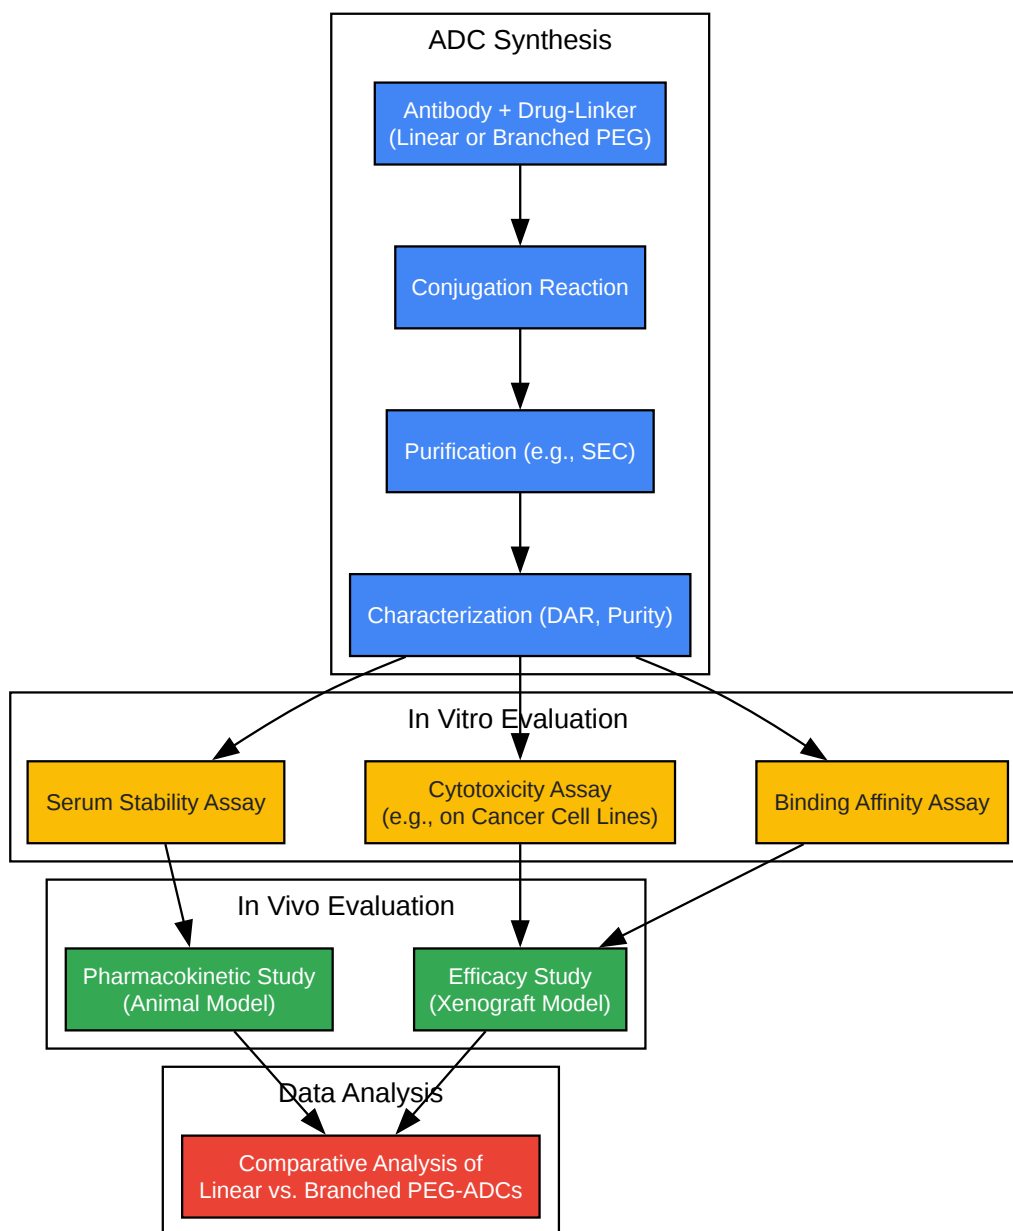 ADC Synthesis
Antibody + Drug-Linker
(Linear or Branched PEG)
Conjugation Reaction
Purification (e.g., SEC)
Characterization (DAR, Purity)
In Vitro Evaluation
Serum Stability Assay
Cytotoxicity Assay
(e.g., on Cancer Cell Lines)
Binding Affinity Assay
In Vivo Evaluation
Pharmacokinetic Study
(Animal Model)
Efficacy Study
(Xenograft Model)
Data Analysis
Comparative Analysis of
Linear vs. Branched PEG-ADCs